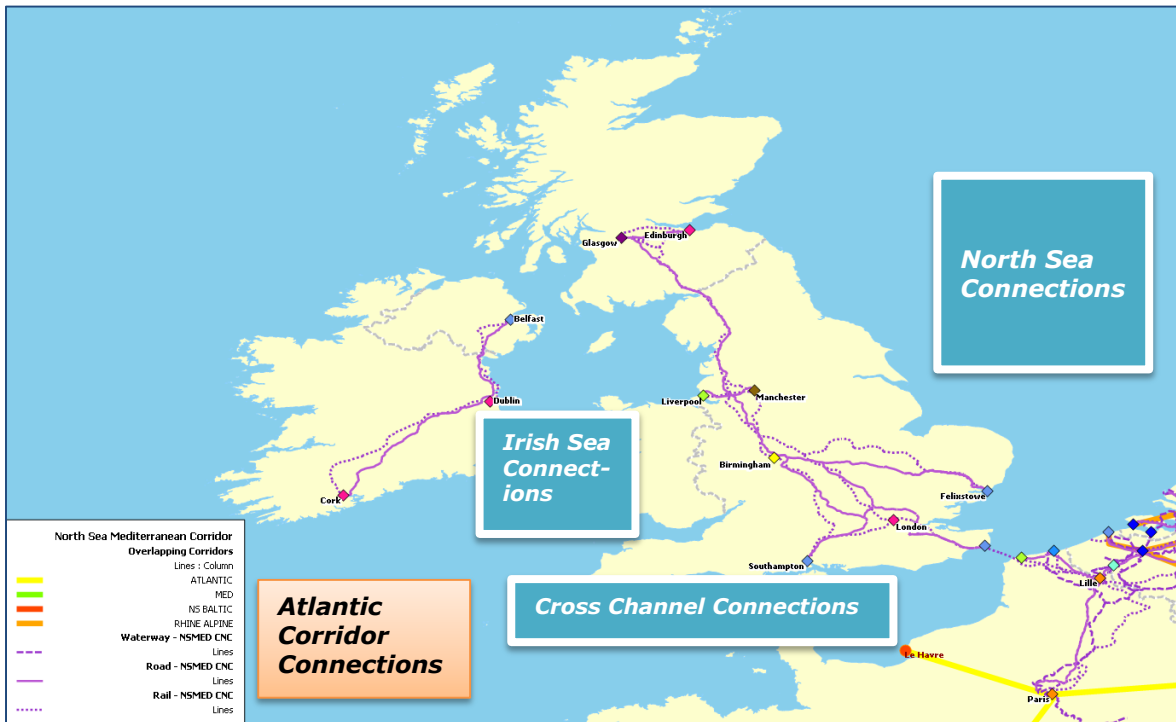 Glasgow
Edinburgh
North Sea
Connections
Belfast
Dublin
Liverpool
Manchester
Irish Sea
Connect-
ions
Birmingham
Cork
Felixstowe
London
Southampton
Lille
North Sea Mediterranean Corridor
Overlapping Corridors
Lines : Column
ATLANTIC
MED
NS BALTIC
RHINE ALPINE
Waterway - NSMED CNC
Lines
Road - NSMED CNC
Lines
Rail - NSMED CNC
Lines
Atlantic
Corridor
Connections
Cross Channel Connections
Le Havre
Paris